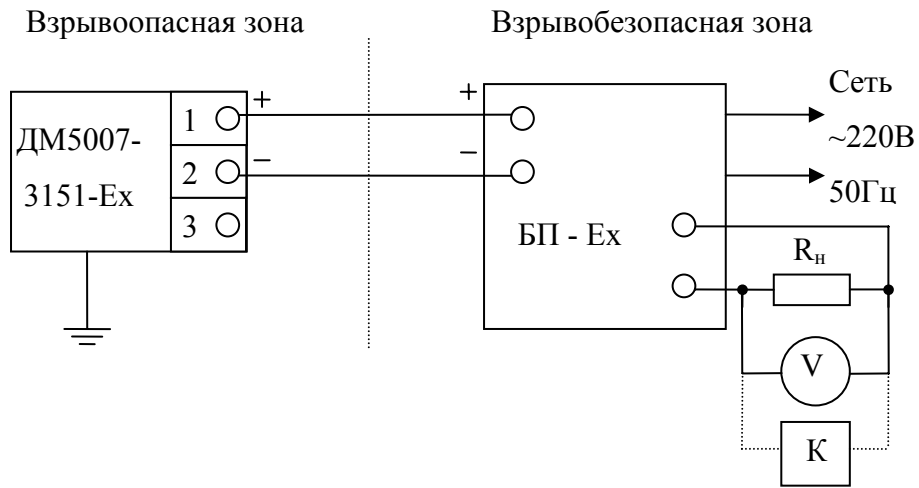 Взрывоопасная зона
Взрывобезопасная зона
ДМ5007-
3151-Ex
1
2
3
+
−
+
−
БП - Ex
Сеть
~220В
50Гц
Rн
V
К